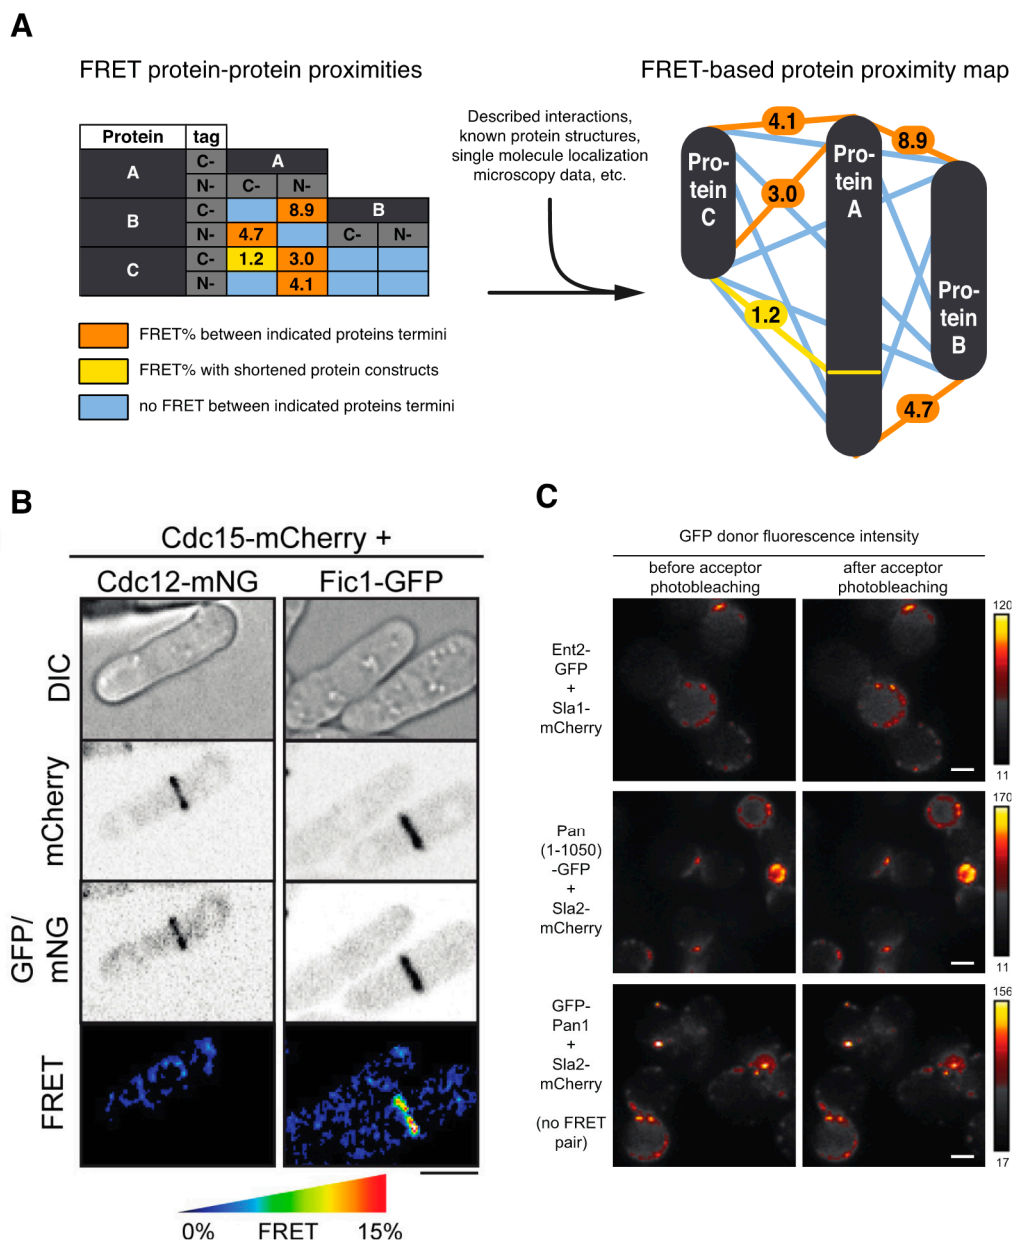 A
FRET protein-protein proximities
FRET-based protein proximity map
Described interactions,
known protein structures,
single molecule localization
microscopy data, etc.
Protein tag
A C- A
N- C- N-
B C- 8.9 B
N- 4.7 C- N-
C C- 1.2 3.0
N- 4.1
FRET% between indicated proteins termini
FRET% with shortened protein constructs
no FRET between indicated proteins termini
4.1
8.9
3.0
1.2
4.7
Pro-
tein
C
Pro-
tein
A
Pro-
tein
B
B
Cdc15-mCherry +
Cdc12-mNG Fic1-GFP
DIC
mCherry
GFP/
mNG
FRET
0% FRET 15%
C
GFP donor fluorescence intensity
before acceptor
photobleaching
after acceptor
photobleaching
Ent2-
GFP
+
Sla1-
mCherry
120
11
Pan
(1-1050)
-GFP
+
Sla2-
mCherry
170
11
GFP-
Pan1
+
Sla2-
mCherry
(no FRET
pair)
156
17